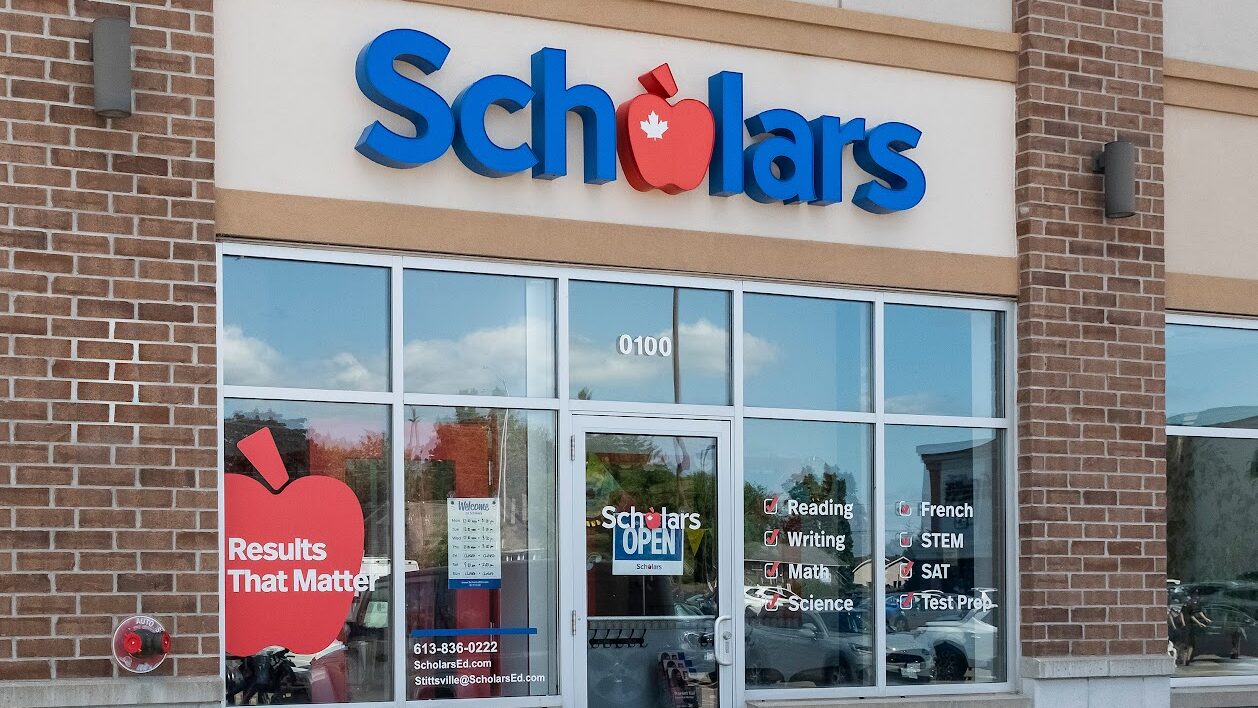 Scholars
0100
Results
That Matter
Welcome
Scholars
OPEN
Scholars
Reading
Writing
Math
Science
French
STEM
SAT
Test Prep
613-836-0222
ScholarsEd.com
Stittsville@ScholarsEd.com
AUTO